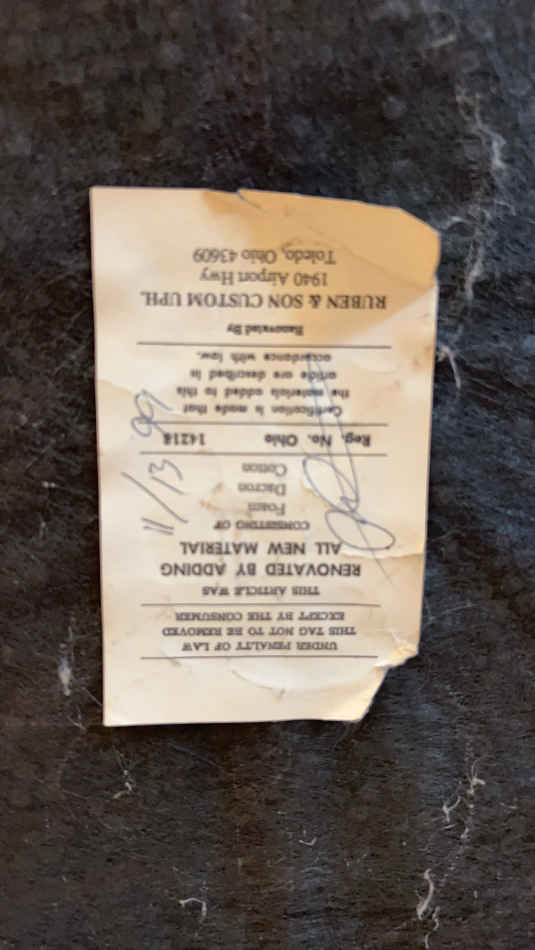 UNDER PENALTY OF LAW
THIS TAG NOT TO BE REMOVED
EXCEPT BY THE CONSUMER
THIS ARTICLE WAS
RENOVATED BY ADDING
ALL NEW MATERIAL
CONSISTING OF
Foam
Dacron
Cotton
11/13 99
Reg. No. Ohio 14218
Certification is made that
the materials added to this
article are described in
accordance with law.
Renovated By
RUBEN & SON CUSTOM UPH.
1940 Airport Hwy
Toledo, Ohio 43609